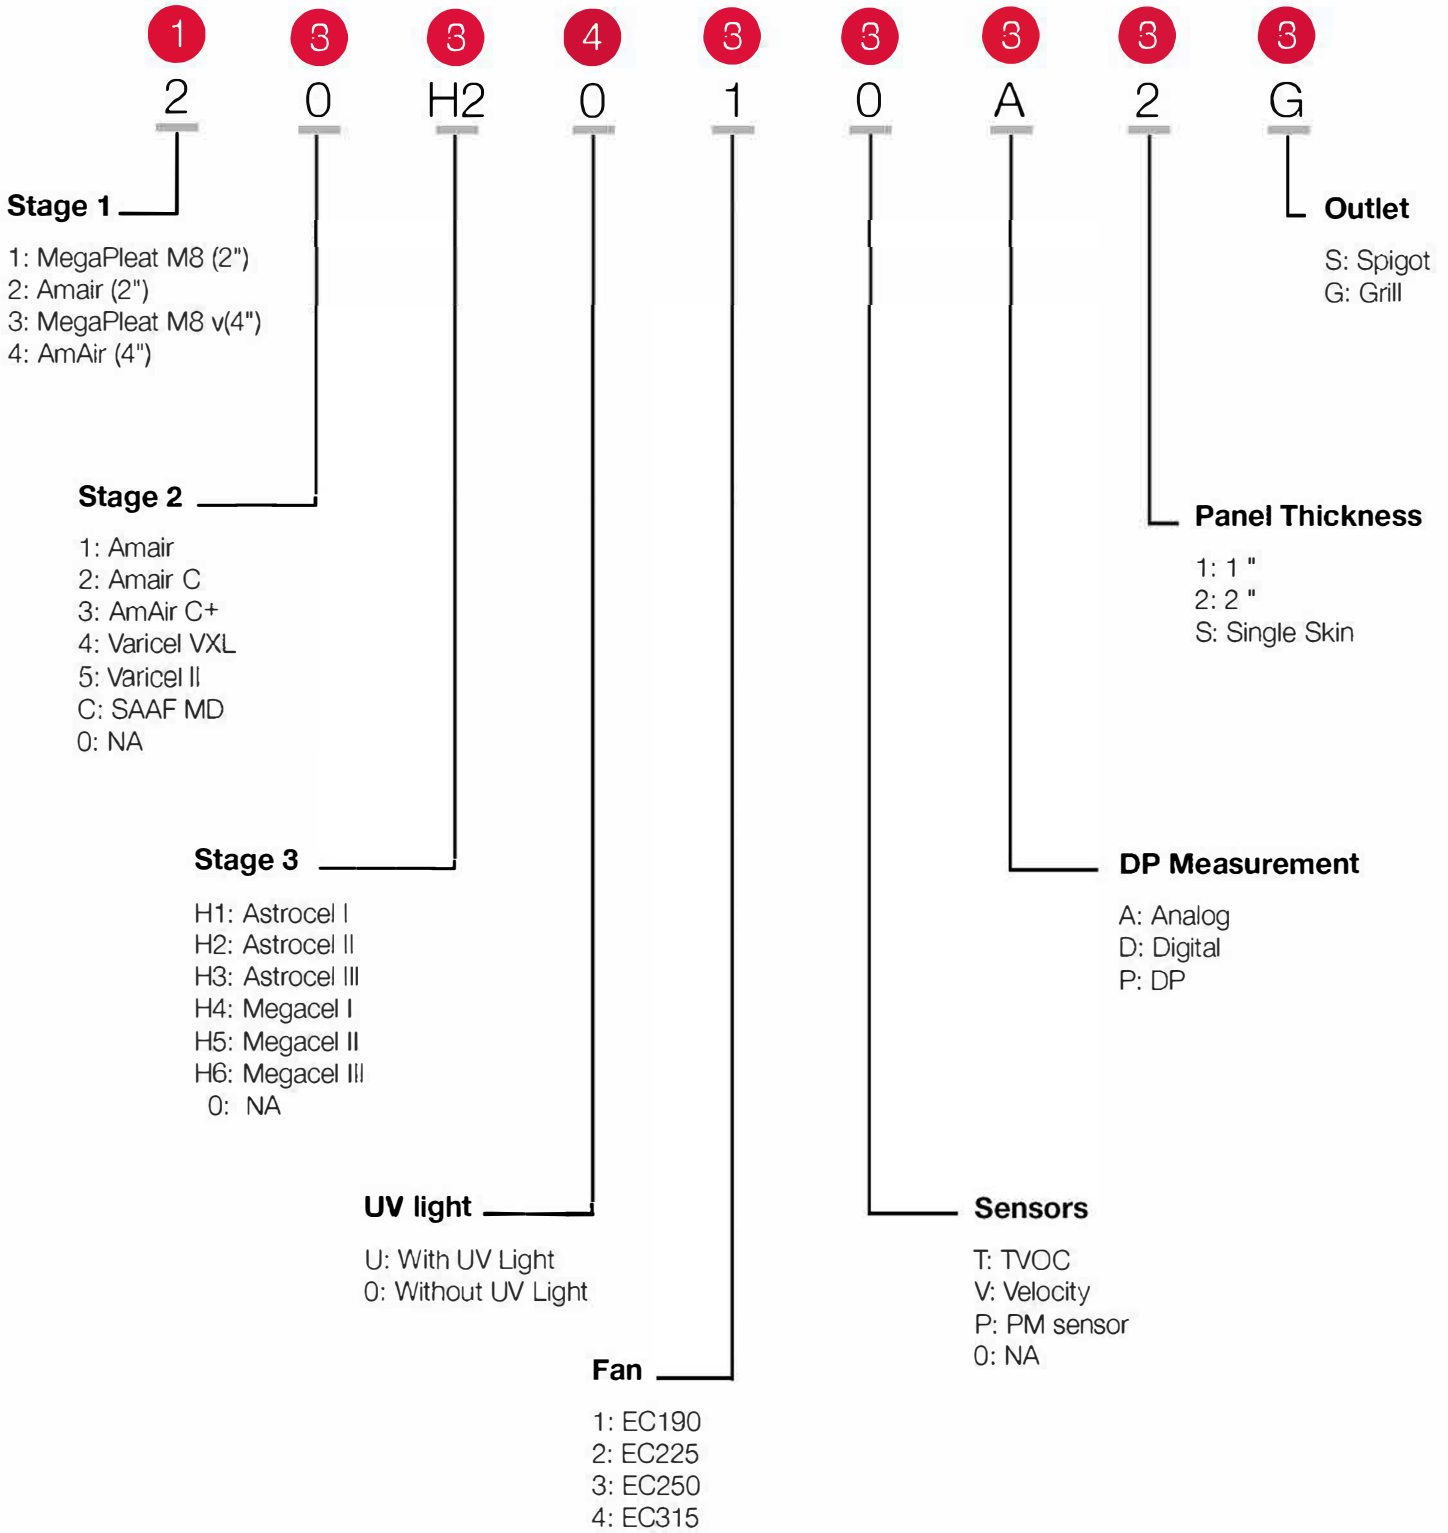 1 3 3 4 3 3 3 3 3
2 0 H2 0 1 0 A 2 G
Stage 1
1: MegaPleat M8 (2")
2: Amair (2")
3: MegaPleat M8 v(4")
4: AmAir (4")
Outlet
S: Spigot
G: Grill
Stage 2
1: Amair
2: Amair C
3: AmAir C+
4: Varicel VXL
5: Varicel II
C: SAAF MD
0: NA
Panel Thickness
1: 1 "
2: 2 "
S: Single Skin
Stage 3
H1: Astrocel I
H2: Astrocel II
H3: Astrocel III
H4: Megacel I
H5: Megacel II
H6: Megacel III
0: NA
DP Measurement
A: Analog
D: Digital
P: DP
UV light
U: With UV Light
0: Without UV Light
Sensors
T: TVOC
V: Velocity
P: PM sensor
0: NA
Fan
1: EC190
2: EC225
3: EC250
4: EC315